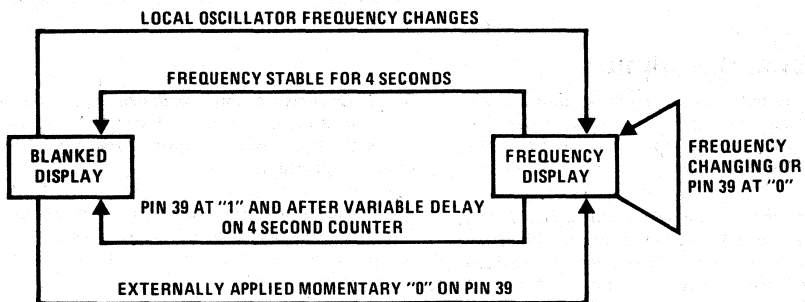 LOCAL OSCILLATOR FREQUENCY CHANGES
FREQUENCY STABLE FOR 4 SECONDS
BLANKED
DISPLAY
FREQUENCY
DISPLAY
FREQUENCY
CHANGING OR
PIN 39 AT "0"
PIN 39 AT "1" AND AFTER VARIABLE DELAY
ON 4 SECOND COUNTER
EXTERNALLY APPLIED MOMENTARY "0" ON PIN 39